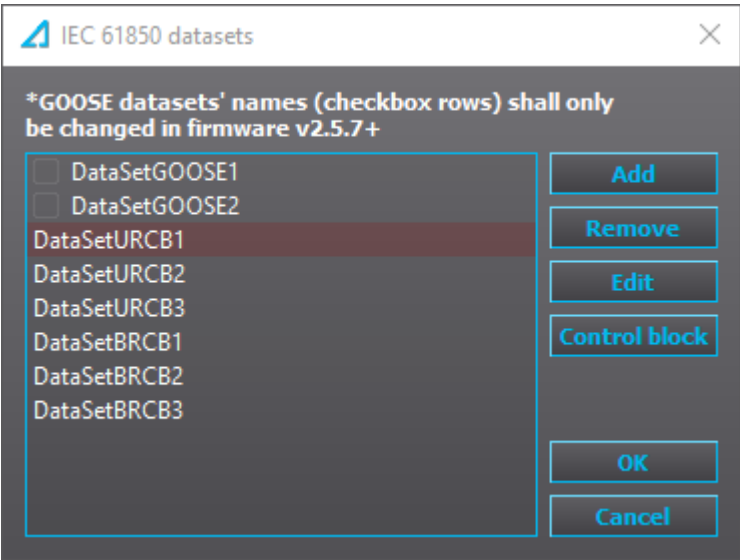 IEC 61850 datasets
*GOOSE datasets' names (checkbox rows) shall only
be changed in firmware v2.5.7+
DataSetGOOSE1
DataSetGOOSE2
DataSetURCB1
DataSetURCB2
DataSetURCB3
DataSetBRCB1
DataSetBRCB2
DataSetBRCB3
Add
Remove
Edit
Control block
OK
Cancel